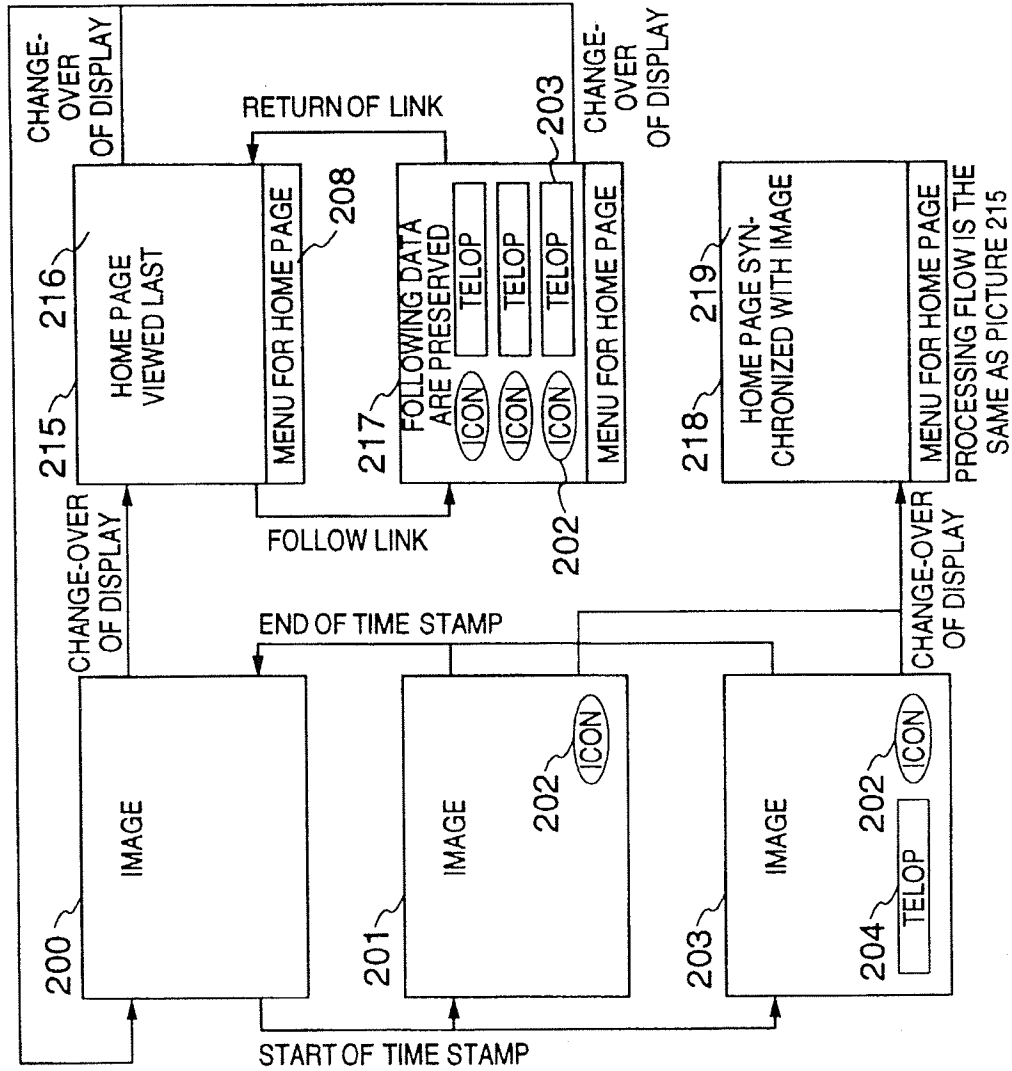 200
IMAGE
START OF TIME STAMP
201
IMAGE
202
ICON
203
IMAGE
204
TELOP
202
ICON
END OF TIME STAMP
CHANGE-OVER
OF DISPLAY
CHANGE-OVER
OF DISPLAY
215
216
HOME PAGE
VIEWED LAST
MENU FOR HOME PAGE
208
FOLLOW LINK
RETURN OF LINK
217
FOLLOWING DATA
ARE PRESERVED
ICON
TELOP
ICON
TELOP
ICON
TELOP
202
203
MENU FOR HOME PAGE
218
219
HOME PAGE SYN-
CHRONIZED WITH IMAGE
MENU FOR HOME PAGE
PROCESSING FLOW IS THE
SAME AS PICTURE 215
CHANGE-
OVER
OF DISPLAY
CHANGE-
OVER
OF DISPLAY